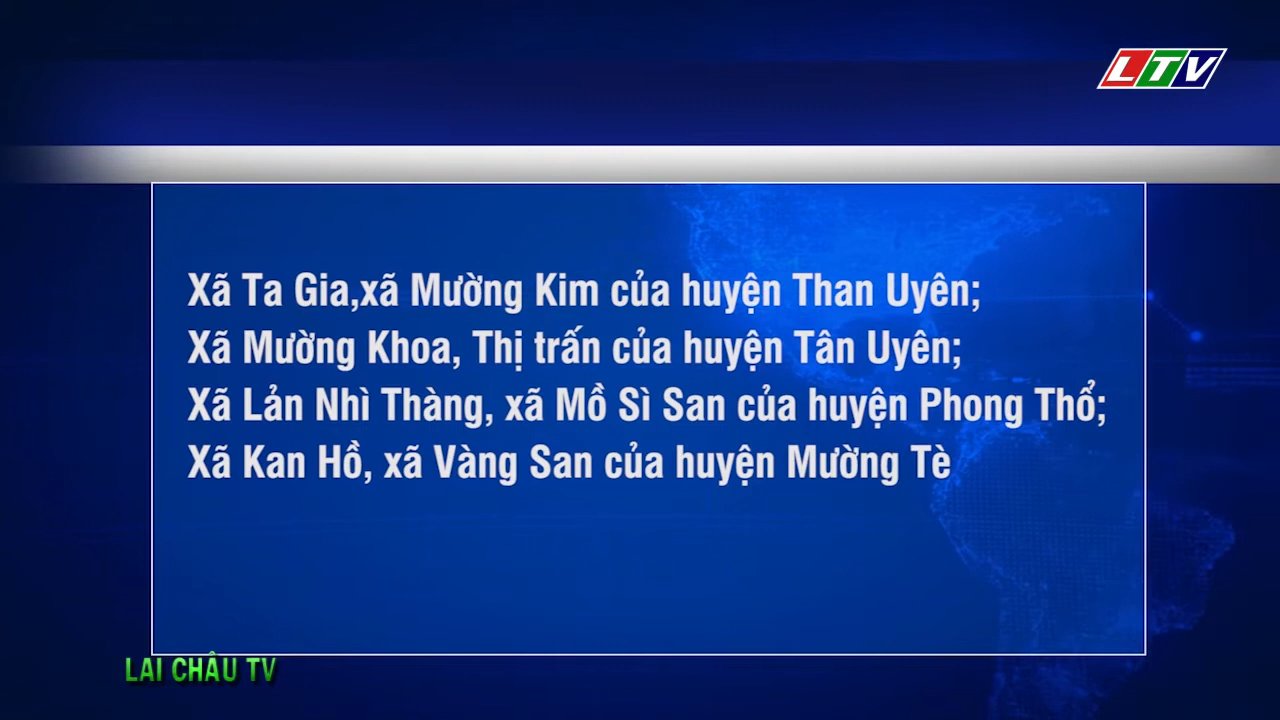 LTV
Xã Ta Gia,xã Mường Kim của huyện Than Uyên;
Xã Mường Khoa, Thị trấn của huyện Tân Uyên;
Xã Lản Nhì Thàng, xã Mồ Sì San của huyện Phong Thổ;
Xã Kan Hồ, xã Vàng San của huyện Mường Tè
LAI CHÂU TV